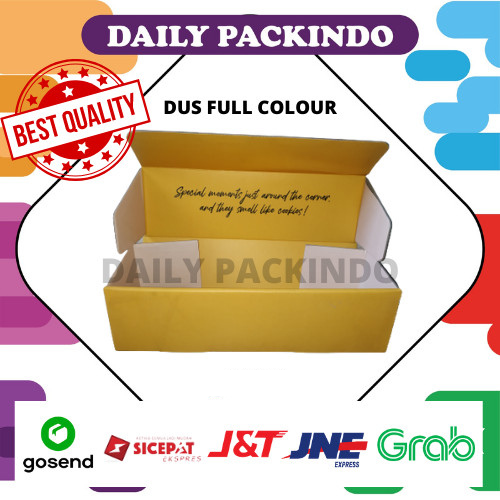 DAILY PACKINDO
BEST QUALITY
DUS FULL COLOUR
Special moments just around the corner,
and they smell like cookies!
DAILY PACKINDO
gosend
SICEPAT
EKSPRES
J&T
JNE
EXPRESS
Grab